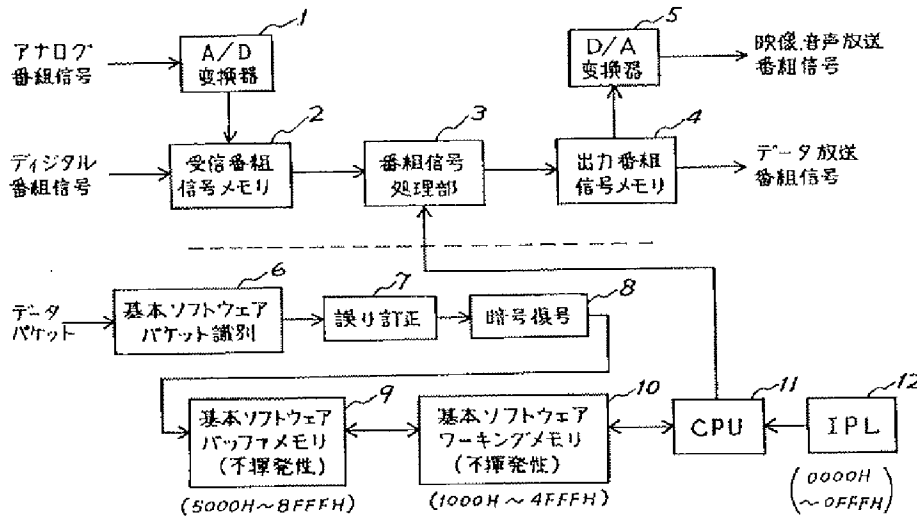 アナログ
番組信号
1
A/D
変換器
5
D/A
変換器
映像,音声放送
番組信号
ディジタル
番組信号
2
受信番組
信号メモリ
3
番組信号
処理部
4
出力番組
信号メモリ
データ放送
番組信号
データ
パケット
6
基本ソフトウェア
パケット識別
7
誤り訂正
8
暗号復号
9
基本ソフトウェア
バッファメモリ
(不揮発性)
(5000H~8FFFH)
10
基本ソフトウェア
ワーキングメモリ
(不揮発性)
(1000H~4FFFH)
11
CPU
12
IPL
(0000H
~0FFFH)